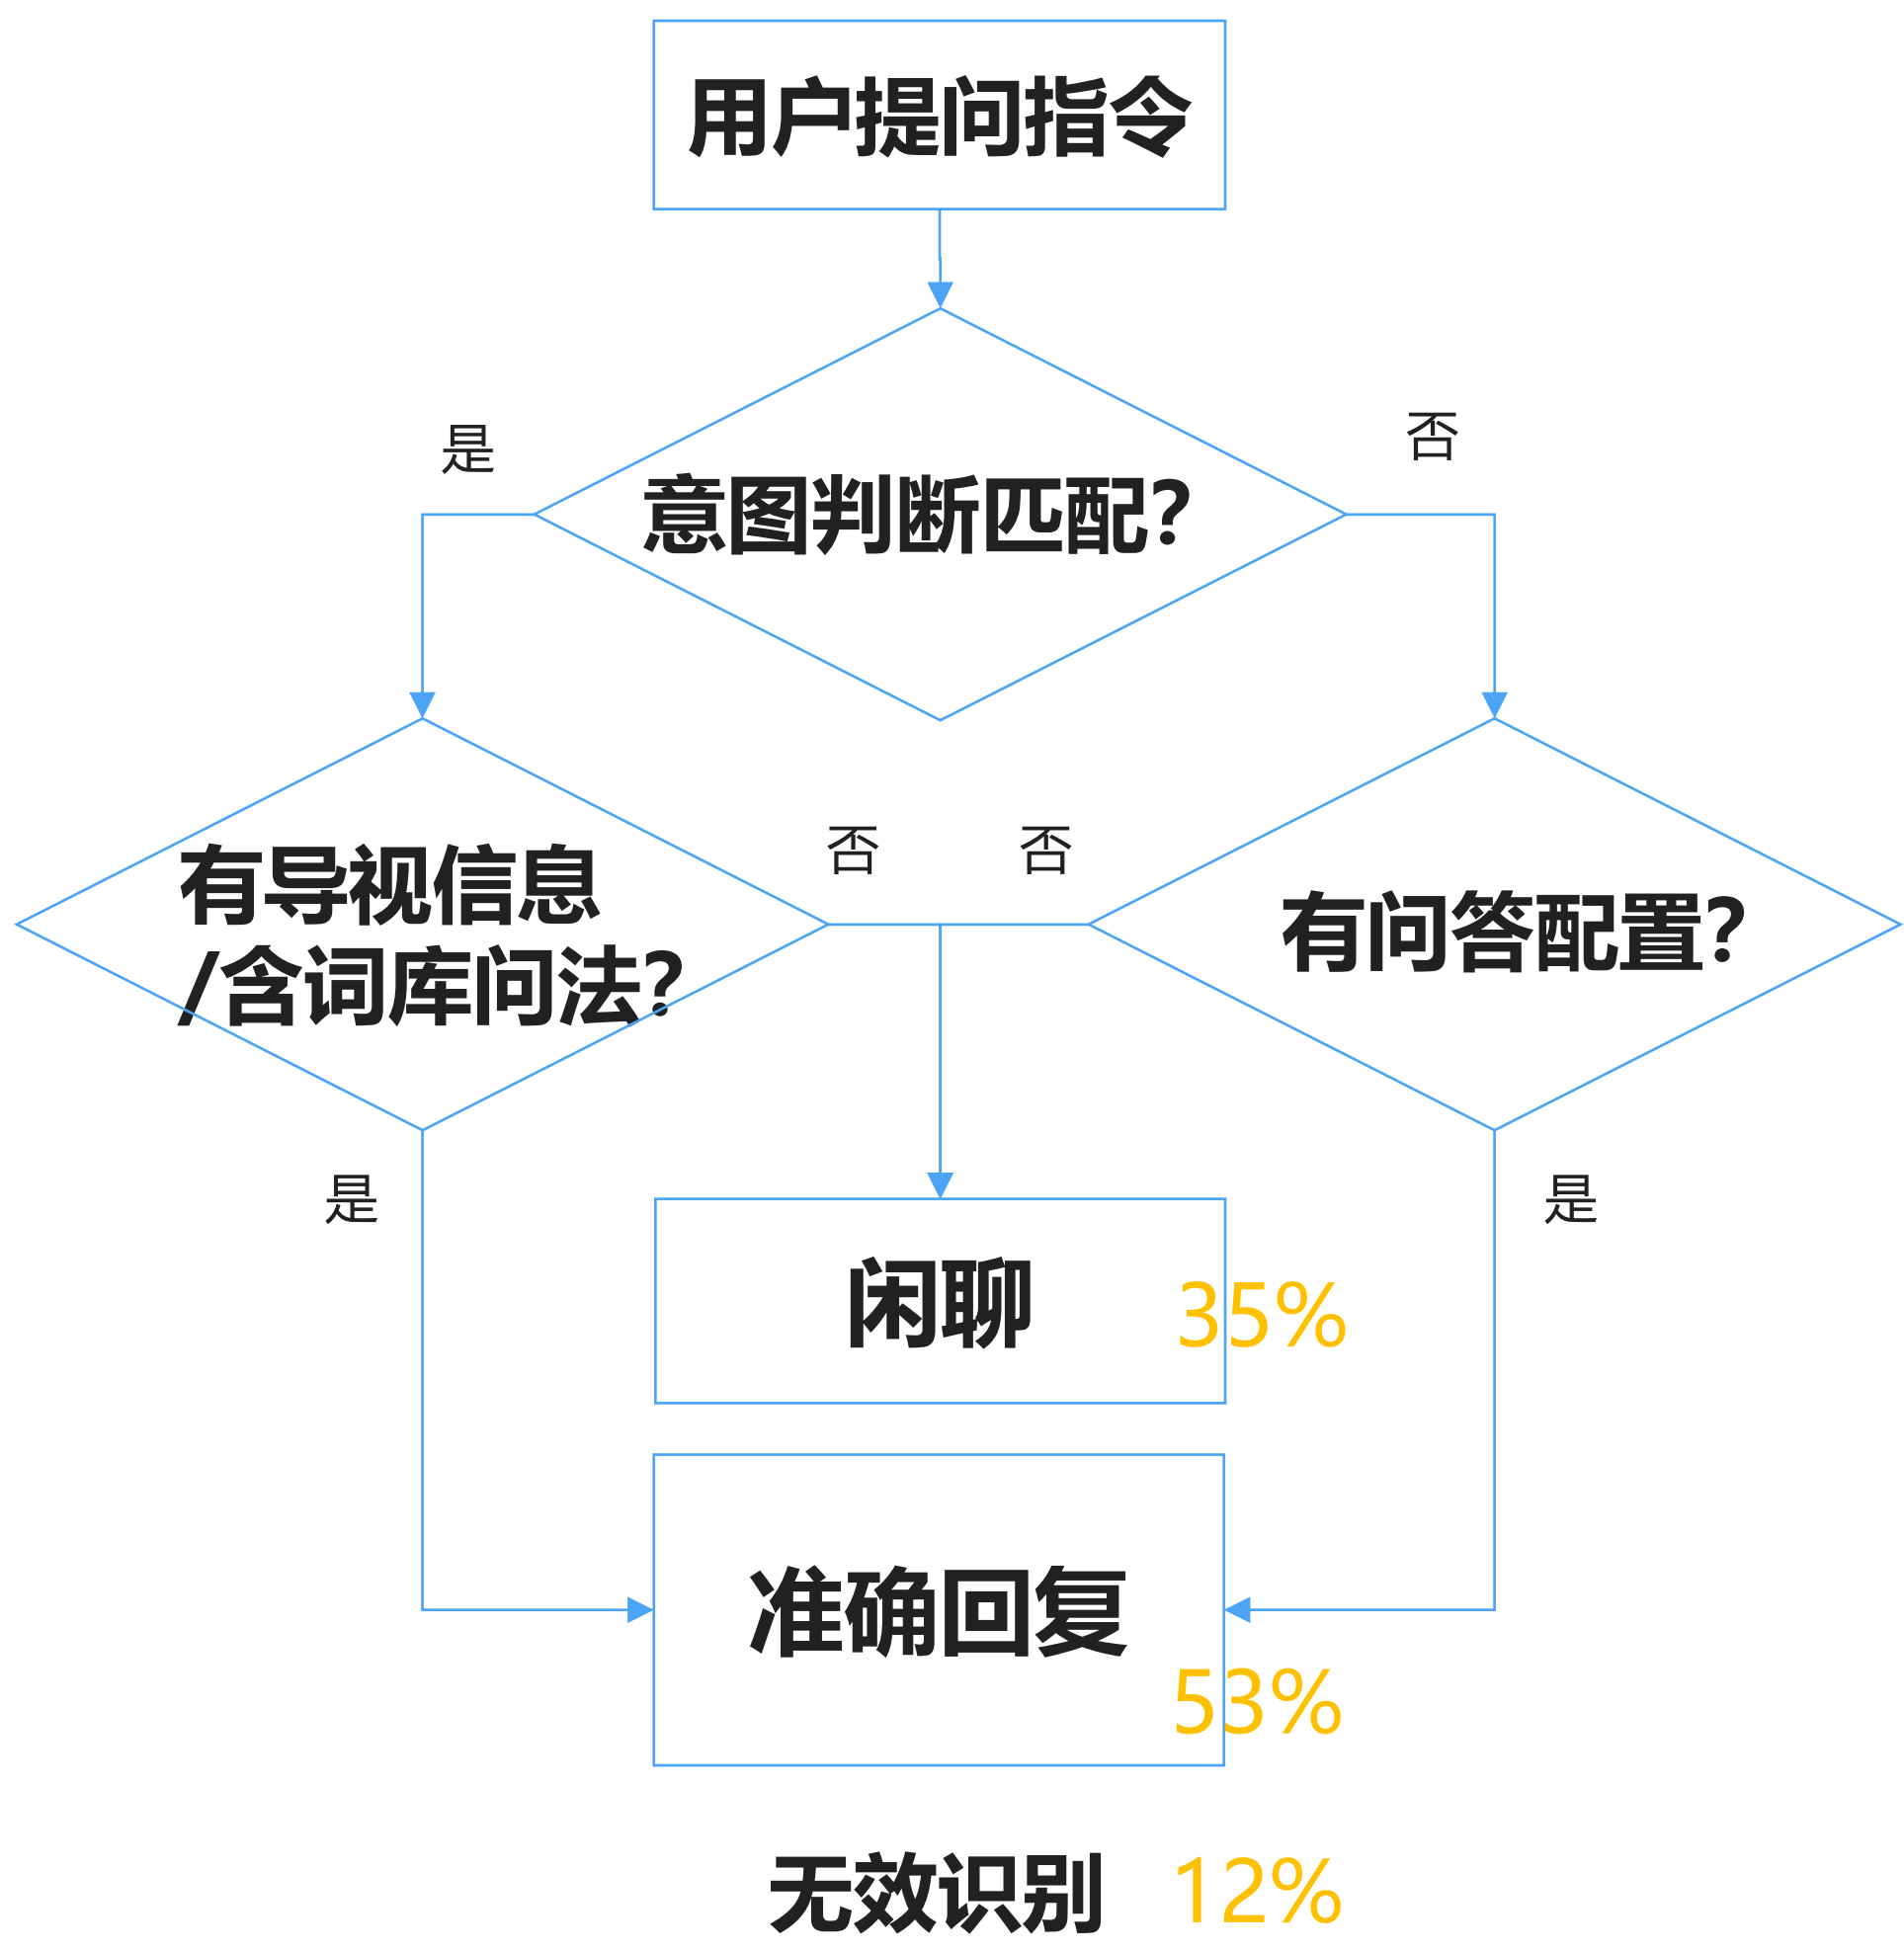 用户提问指令
是
否
意图判断匹配?
否
否
有导视信息
/含词库问法?
有问答配置?
是
是
闲聊
35%
准确回复
53%
无效识别
12%